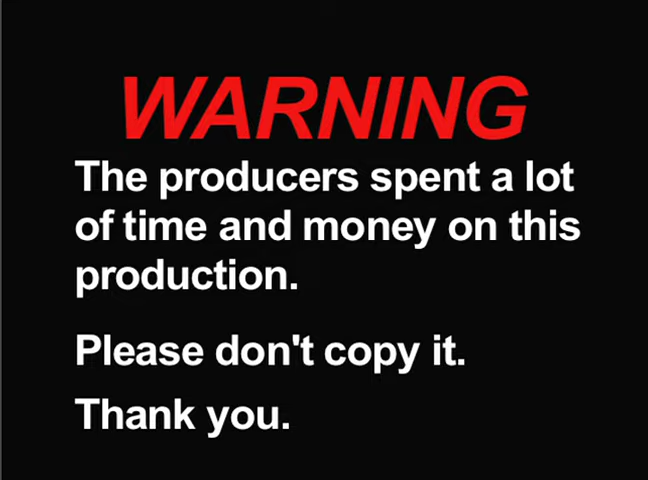 WARNING
The producers spent a lot
of time and money on this
production.
Please don't copy it.
Thank you.